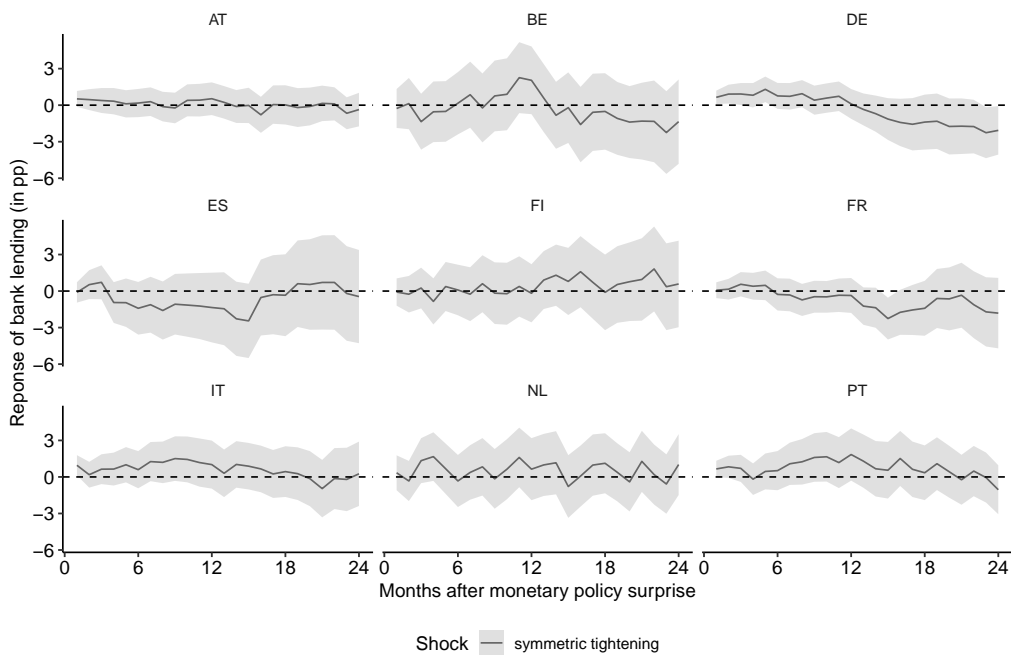 AT BE DE
3
0
−3
−6
ES FI FR
3
0
−3
−6
IT NL PT
3
0
−3
−6
0 6 12 18 24 0 6 12 18 24 0 6 12 18 24
Reponse of bank lending (in pp)
Months after monetary policy surprise
Shock symmetric tightening